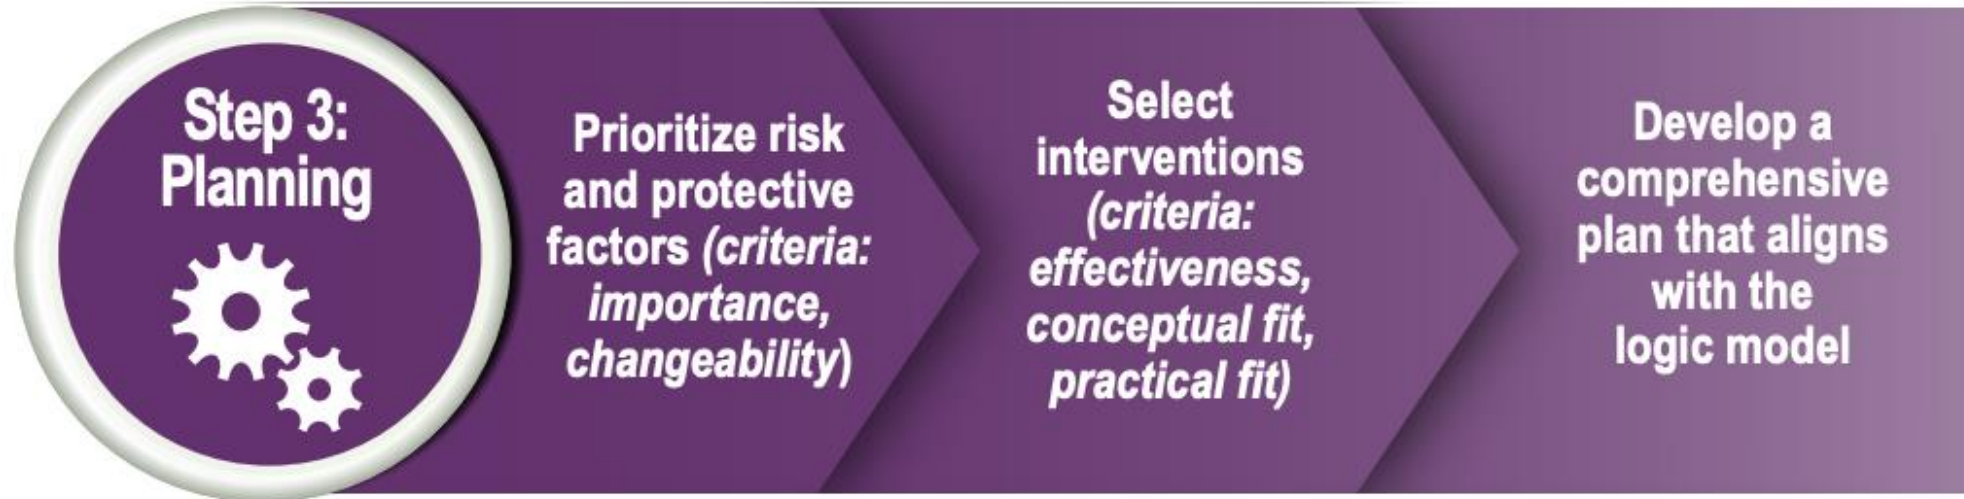 Step 3:
Planning
Prioritize risk
and protective
factors (criteria:
importance,
changeability)
Select
interventions
(criteria:
effectiveness,
conceptual fit,
practical fit)
Develop a
comprehensive
plan that aligns
with the
logic model